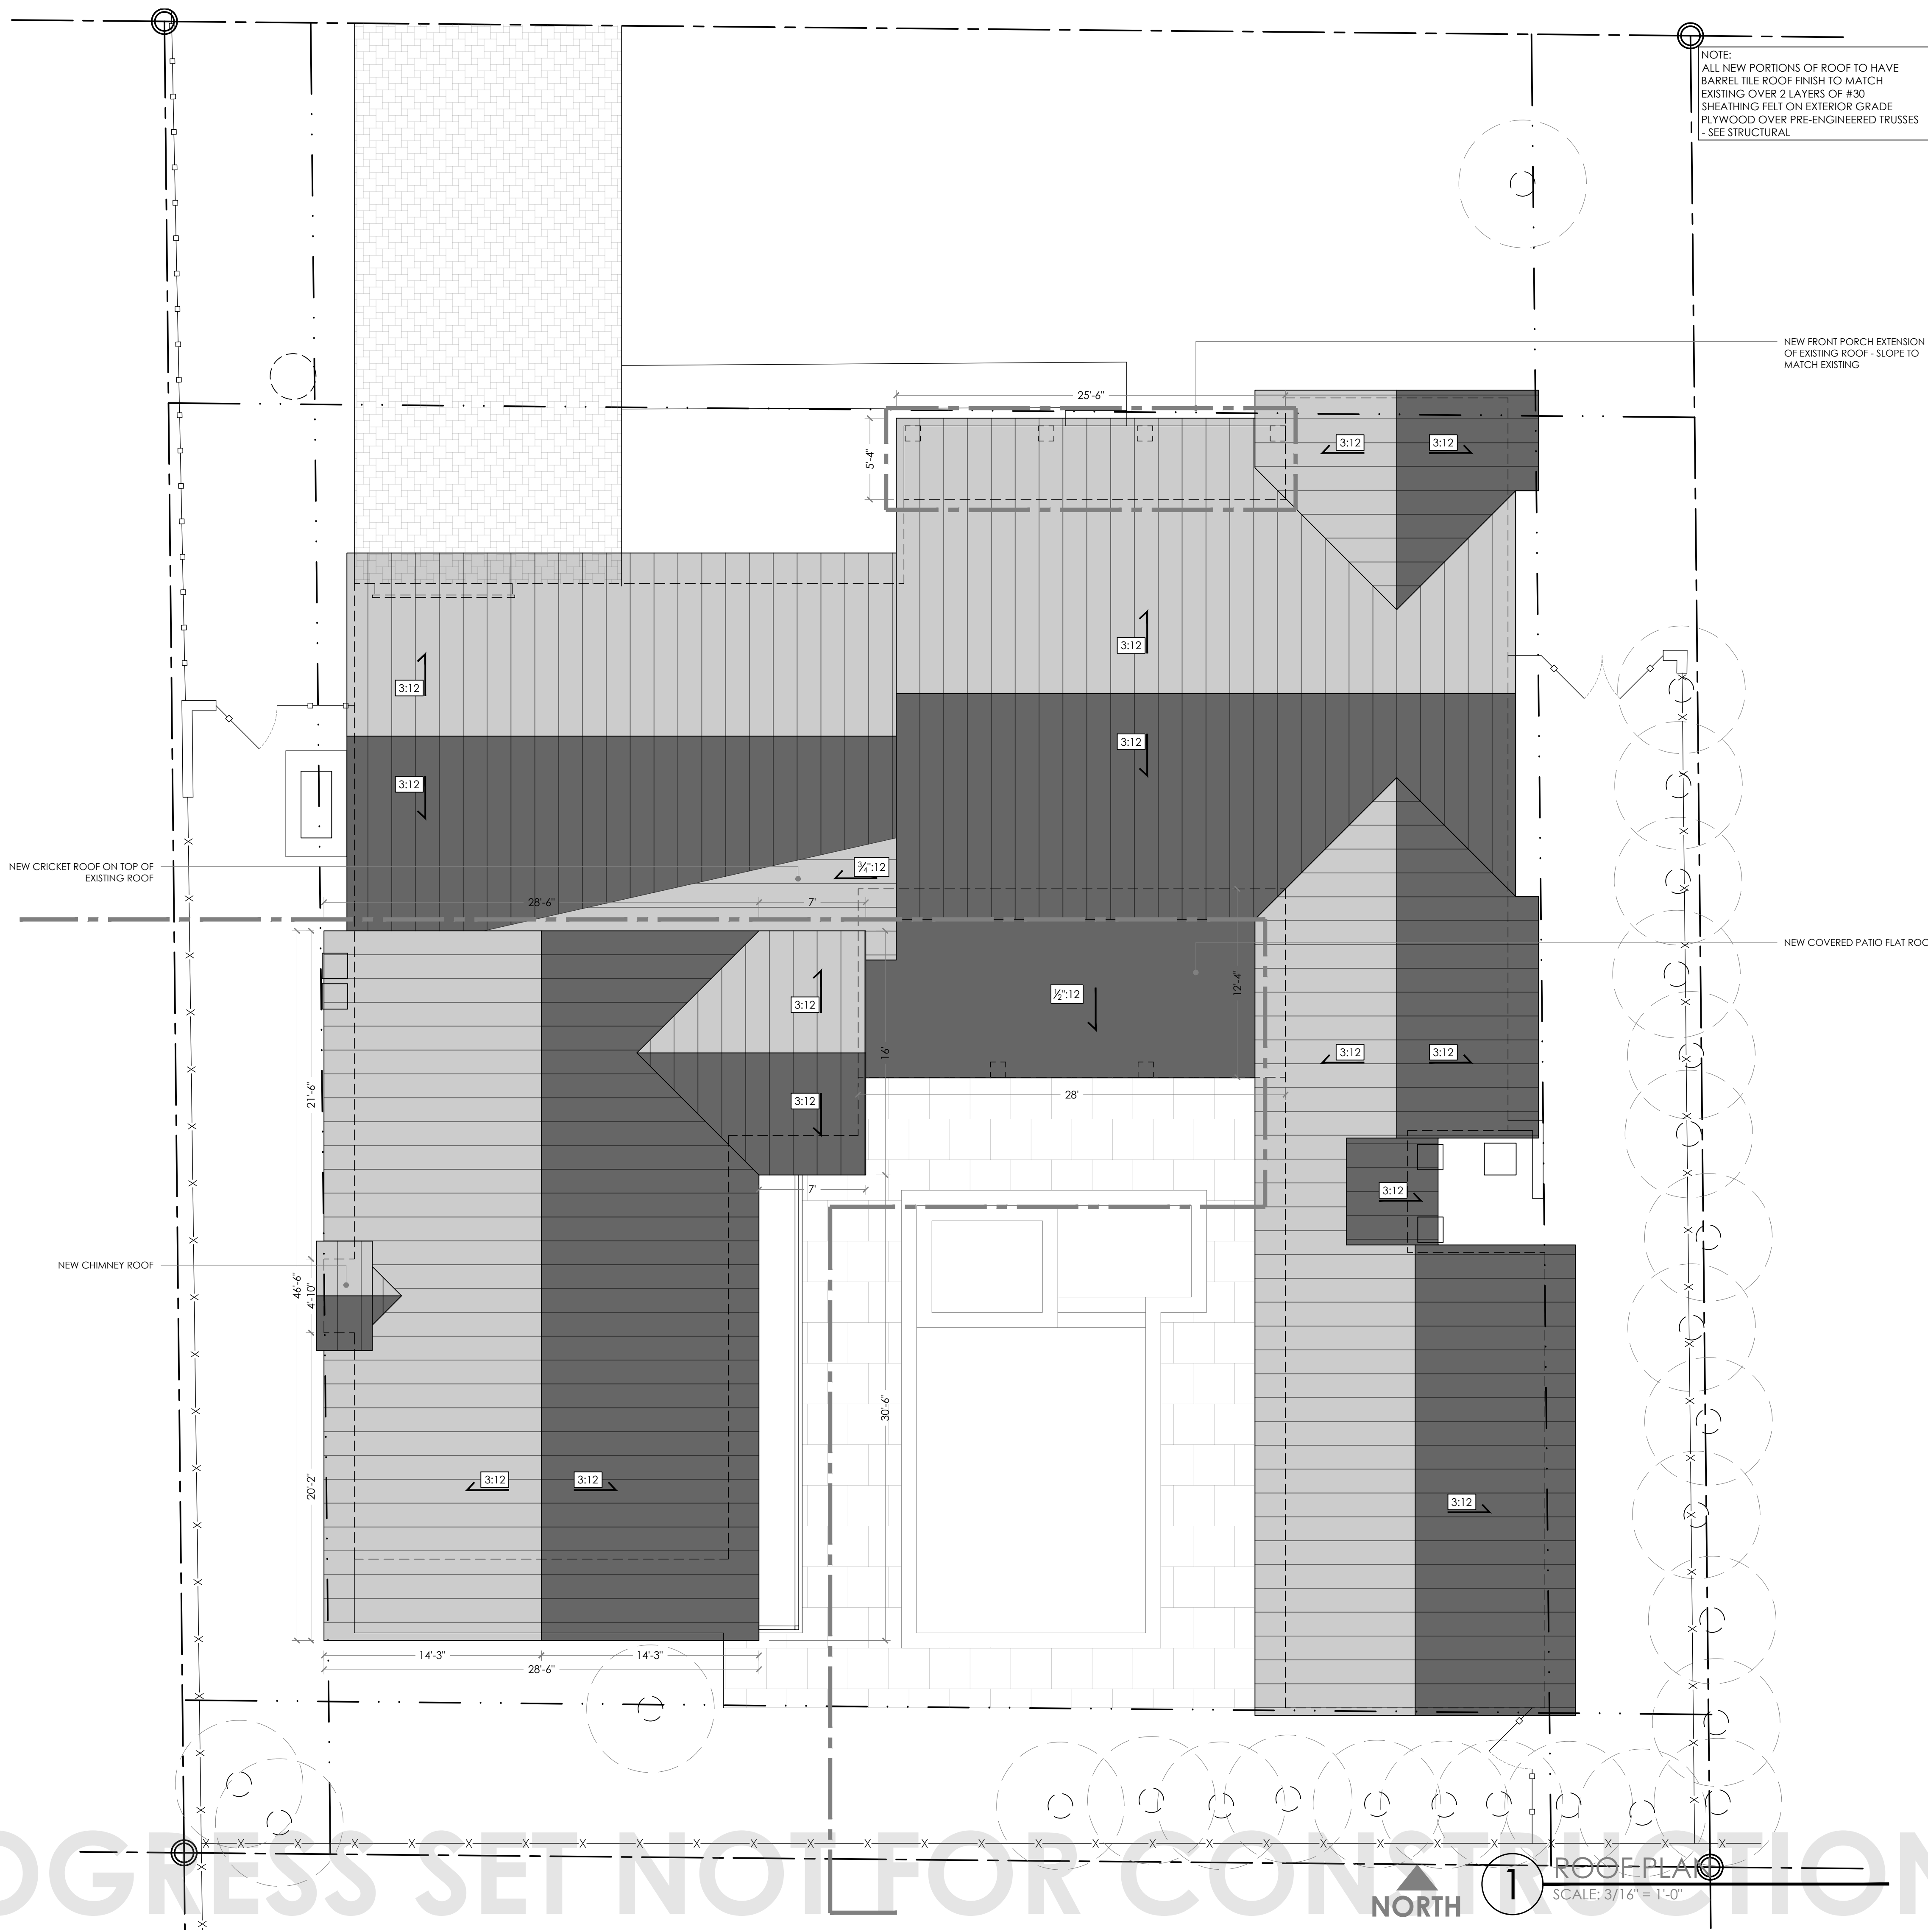 NOTE:
ALL NEW PORTIONS OF ROOF TO HAVE
BARREL TILE ROOF FINISH TO MATCH
EXISTING OVER 2 LAYERS OF #30
SHEATHING FELT ON EXTERIOR GRADE
PLYWOOD OVER PRE-ENGINEERED TRUSSES
- SEE STRUCTURAL
NEW FRONT PORCH EXTENSION
OF EXISTING ROOF - SLOPE TO
MATCH EXISTING
25'-6"
5'-4"
3:12
3:12
3:12
3:12
3:12
3:12
NEW CRICKET ROOF ON TOP OF
EXISTING ROOF
¾":12
28'-6"
7'
NEW COVERED PATIO FLAT ROO
½":12
12'-4"
3:12
16'
3:12
3:12
3:12
21'-6"
28'
7'
3:12
NEW CHIMNEY ROOF
46'-6"
4'-10"
30'-6"
20'-2"
3:12
3:12
3:12
14'-3"
14'-3"
28'-6"
OGRESS SET NOT FOR CONSTRUCTION
NORTH
1
ROOF PLAN
SCALE: 3/16" = 1'-0"